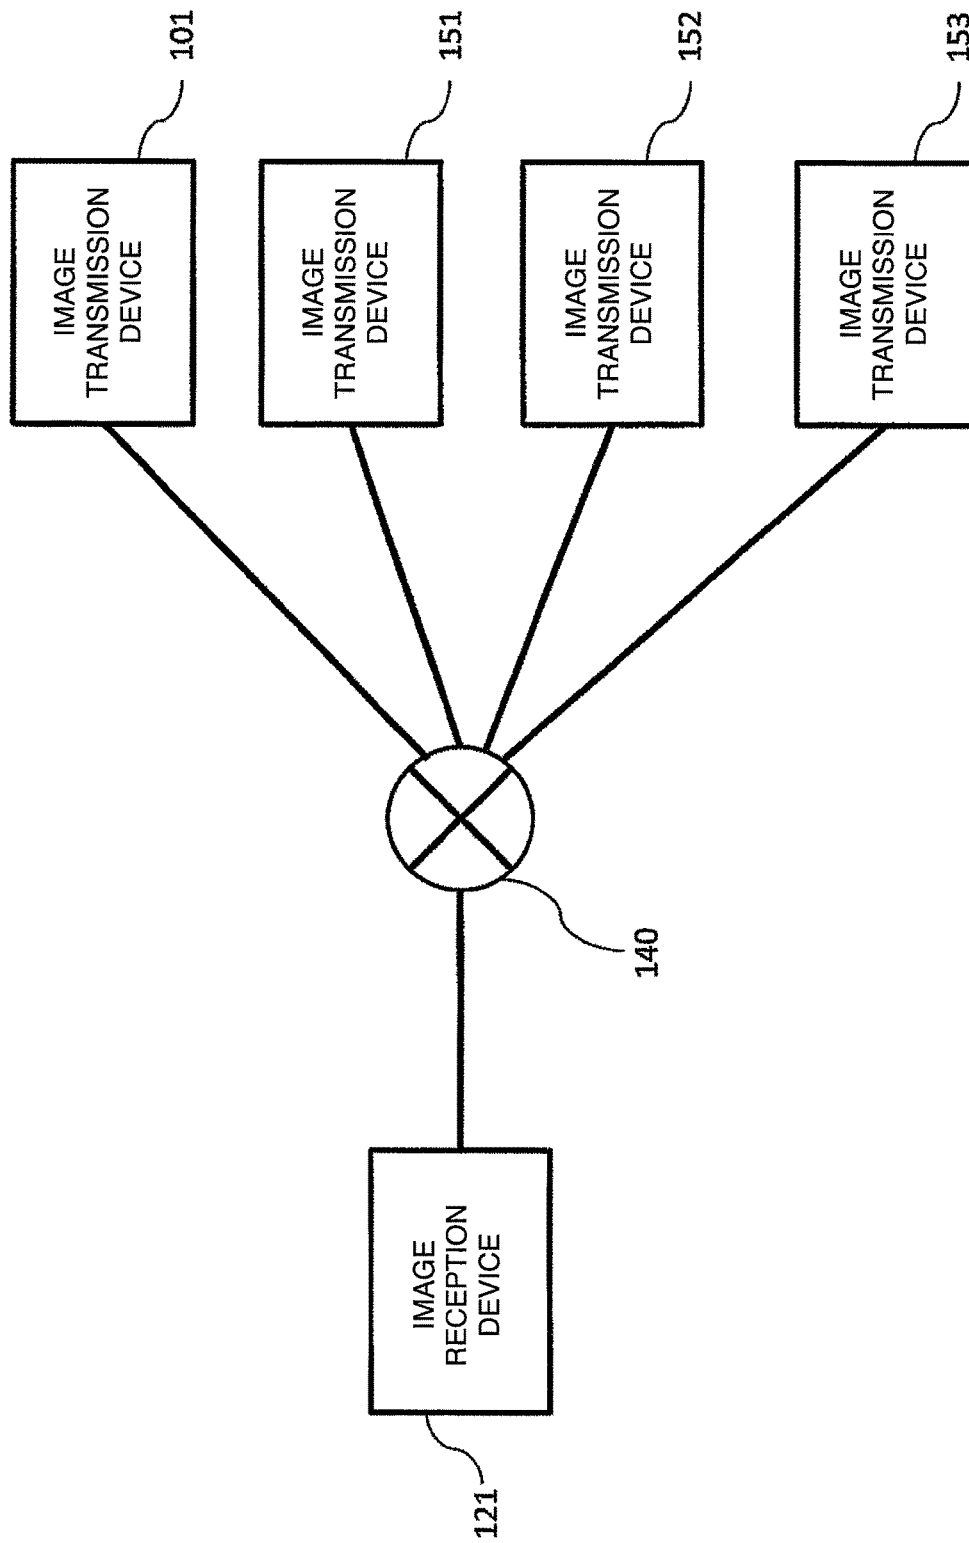 101
IMAGE
TRANSMISSION
DEVICE
151
IMAGE
TRANSMISSION
DEVICE
152
IMAGE
TRANSMISSION
DEVICE
153
IMAGE
TRANSMISSION
DEVICE
140
IMAGE
RECEPTION
DEVICE
121